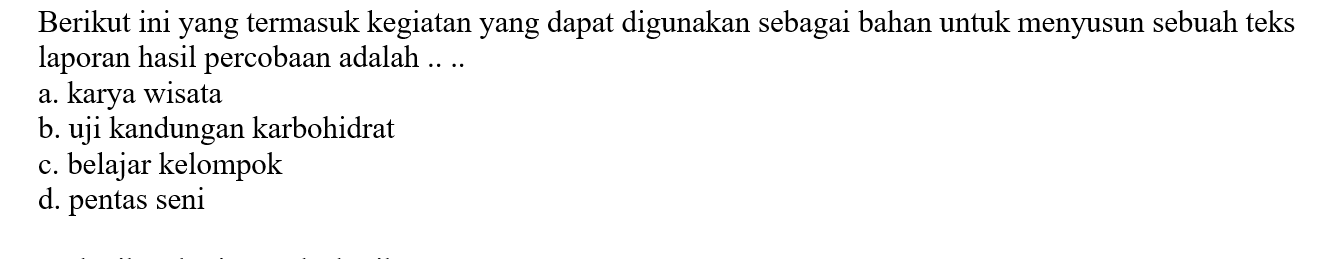 Berikut ini yang termasuk kegiatan yang dapat digunakan sebagai bahan untuk menyusun sebuah teks
laporan hasil percobaan adalah .. ..
a. karya wisata
b. uji kandungan karbohidrat
c. belajar kelompok
d. pentas seni